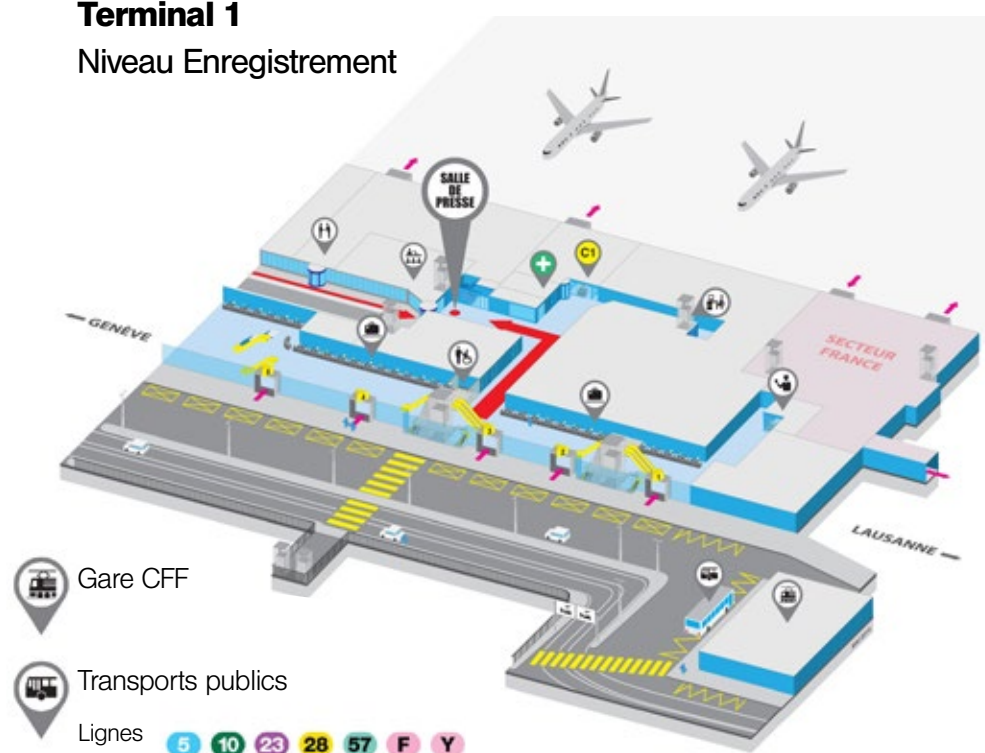 Terminal 1
Niveau Enregistrement
SALLE
DE
PRESSE
C1
GENÈVE
SECTEUR
FRANCE
LAUSANNE
Gare CFF
Transports publics
Lignes 5 10 23 28 57 F Y